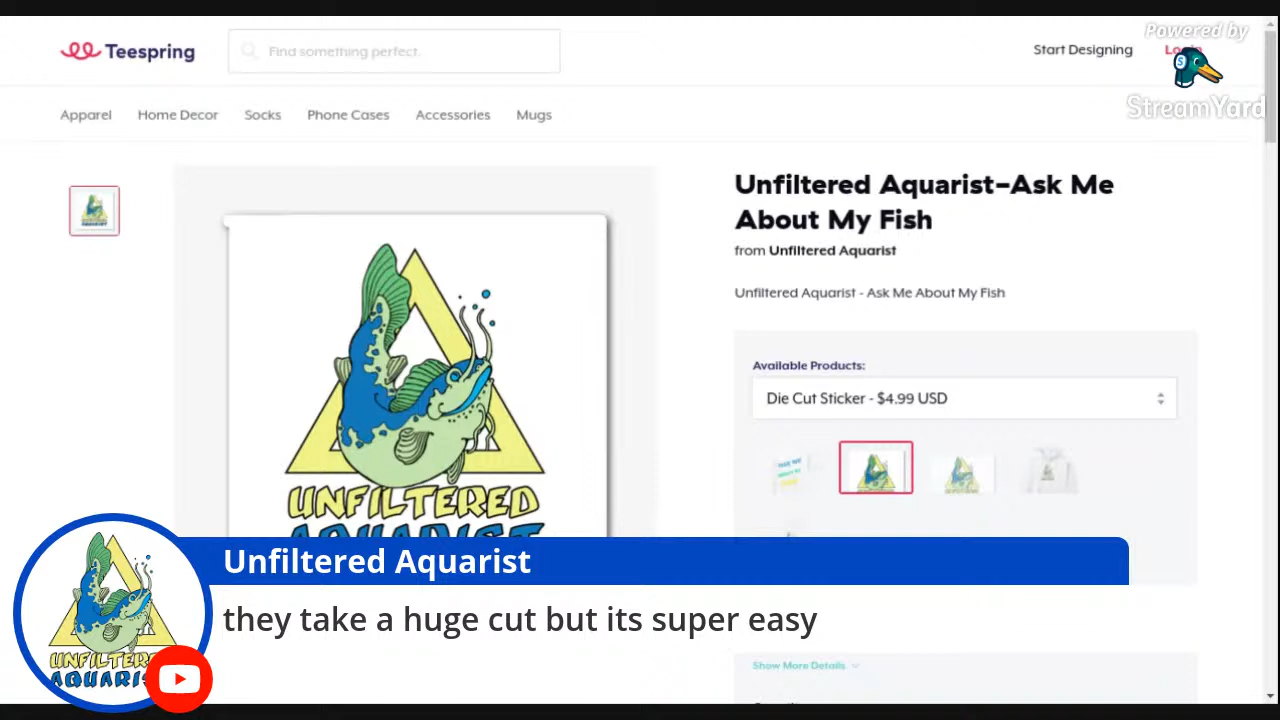 Powered by
StreamYard
Teespring
Find something perfect.
Start Designing
Apparel
Home Decor
Socks
Phone Cases
Accessories
Mugs
Unfiltered Aquarist-Ask Me
About My Fish
from Unfiltered Aquarist
Unfiltered Aquarist - Ask Me About My Fish
Available Products:
Die Cut Sticker - $4.99 USD
UNFILTERED
AQUARIST
Unfiltered Aquarist
they take a huge cut but its super easy
Show More Details